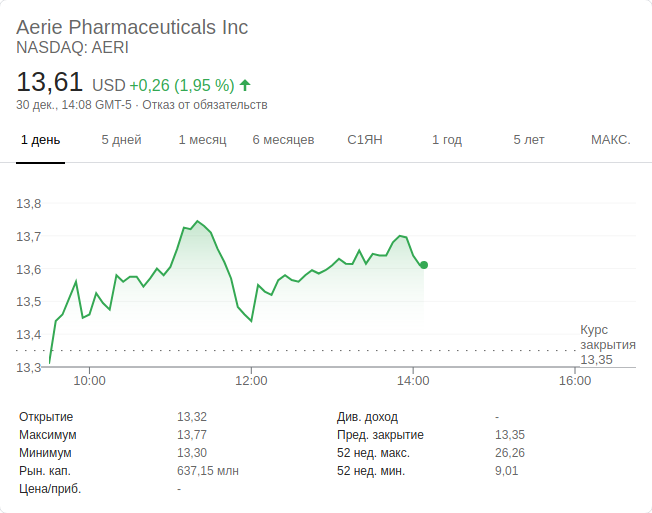 Aerie Pharmaceuticals Inc
NASDAQ: AERI
13,61 USD +0,26 (1,95 %)
30 дек., 14:08 GMT-5 · Отказ от обязательств
1 день 5 дней 1 месяц 6 месяцев С1ЯН 1 год 5 лет МАКС.
13,8
13,7
13,6
13,5
13,4
13,3
Курс
закрытия
13,35
10:00 12:00 14:00 16:00
Открытие 13,32 Див. доход -
Максимум 13,77 Пред. закрытие 13,35
Минимум 13,30 52 нед. макс. 26,26
Рын. кап. 637,15 млн 52 нед. мин. 9,01
Цена/приб. -